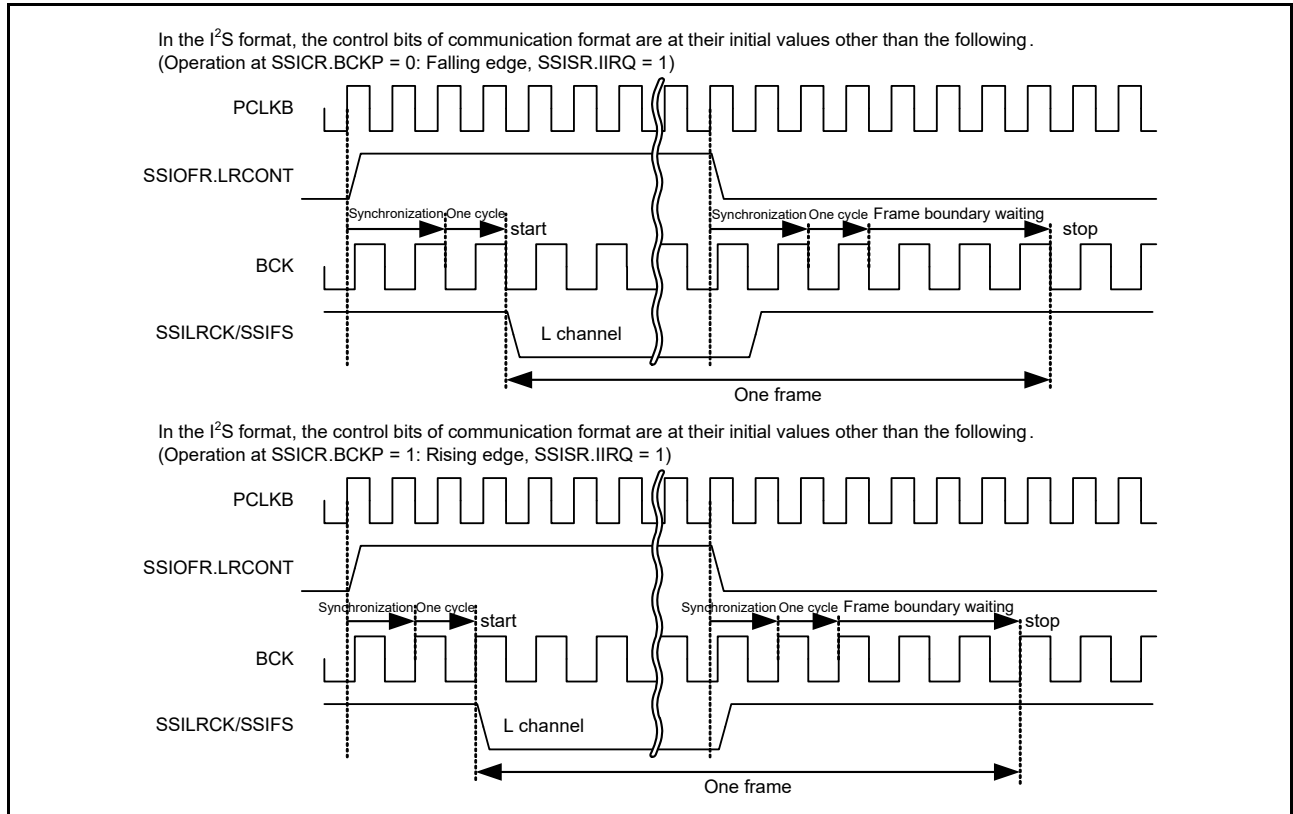 In the I2S format, the control bits of communication format are at their initial values other than the following .
(Operation at SSICR.BCKP = 0: Falling edge, SSISR.IIRQ = 1)
PCLKB
SSIOFR.LRCONT
Synchronization One cycle Synchronization One cycle Frame boundary waiting
start stop
BCK
SSILRCK/SSIFS
L channel
One frame
In the I2S format, the control bits of communication format are at their initial values other than the following .
(Operation at SSICR.BCKP = 1: Rising edge, SSISR.IIRQ = 1)
PCLKB
SSIOFR.LRCONT
Synchronization One cycle Synchronization One cycle Frame boundary waiting
start stop
BCK
SSILRCK/SSIFS
L channel
One frame